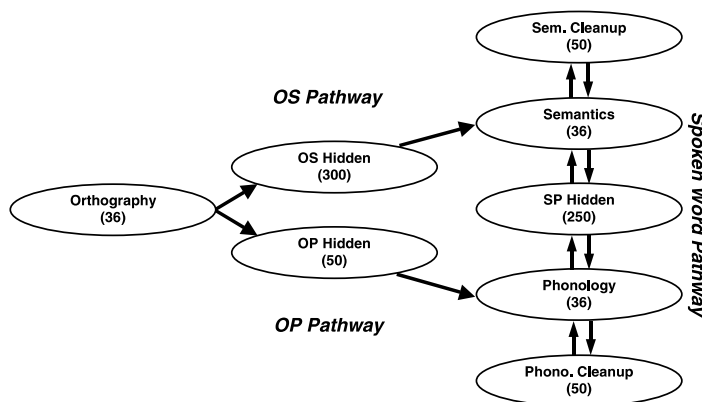 Sem. Cleanup
(50)
OS Pathway
Semantics
(36)
OS Hidden
(300)
Orthography
(36)
SP Hidden
(250)
OP Hidden
(50)
Phonology
(36)
OP Pathway
Phono. Cleanup
(50)
Spoken Word Pathway